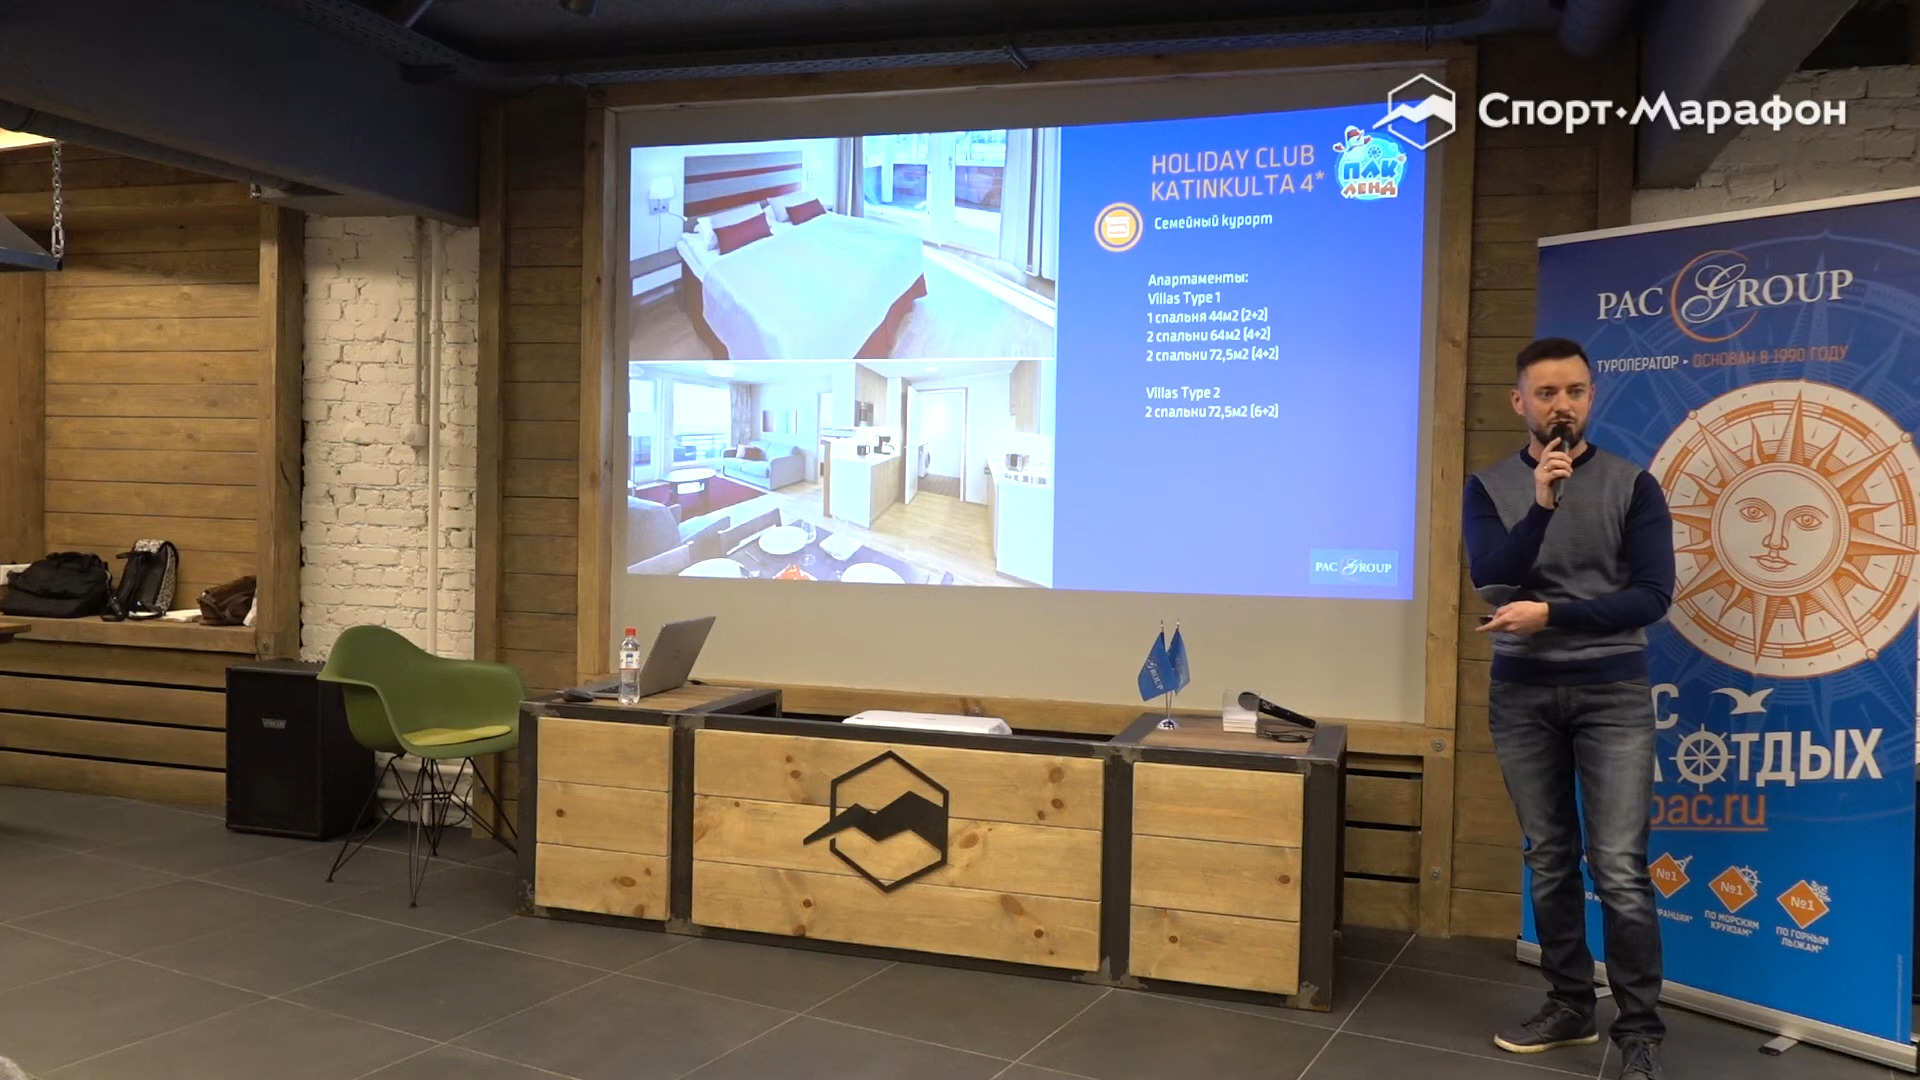 Спорт-Марафон
HOLIDAY CLUB
KATINKULTA 4*
ПАК
ЛЕНД
Семейный курорт
Апартаменты:
Villas Type 1
1 спальня 44м2 (2+2)
2 спальни 64м2 (4+2)
2 спальни 72,5м2 (4+2)
Villas Type 2
2 спальни 72,5м2 (6+2)
PAC GROUP
PAC GROUP
ТУРОПЕРАТОР • ОСНОВАН В 1990 ГОДУ
С
ОТДЫХ
pac.ru
№1
№1
№1
ПО МОРСКИМ
КРУИЗАМ*
ПО ГОРНЫМ
ЛЫЖАМ*
GROUP